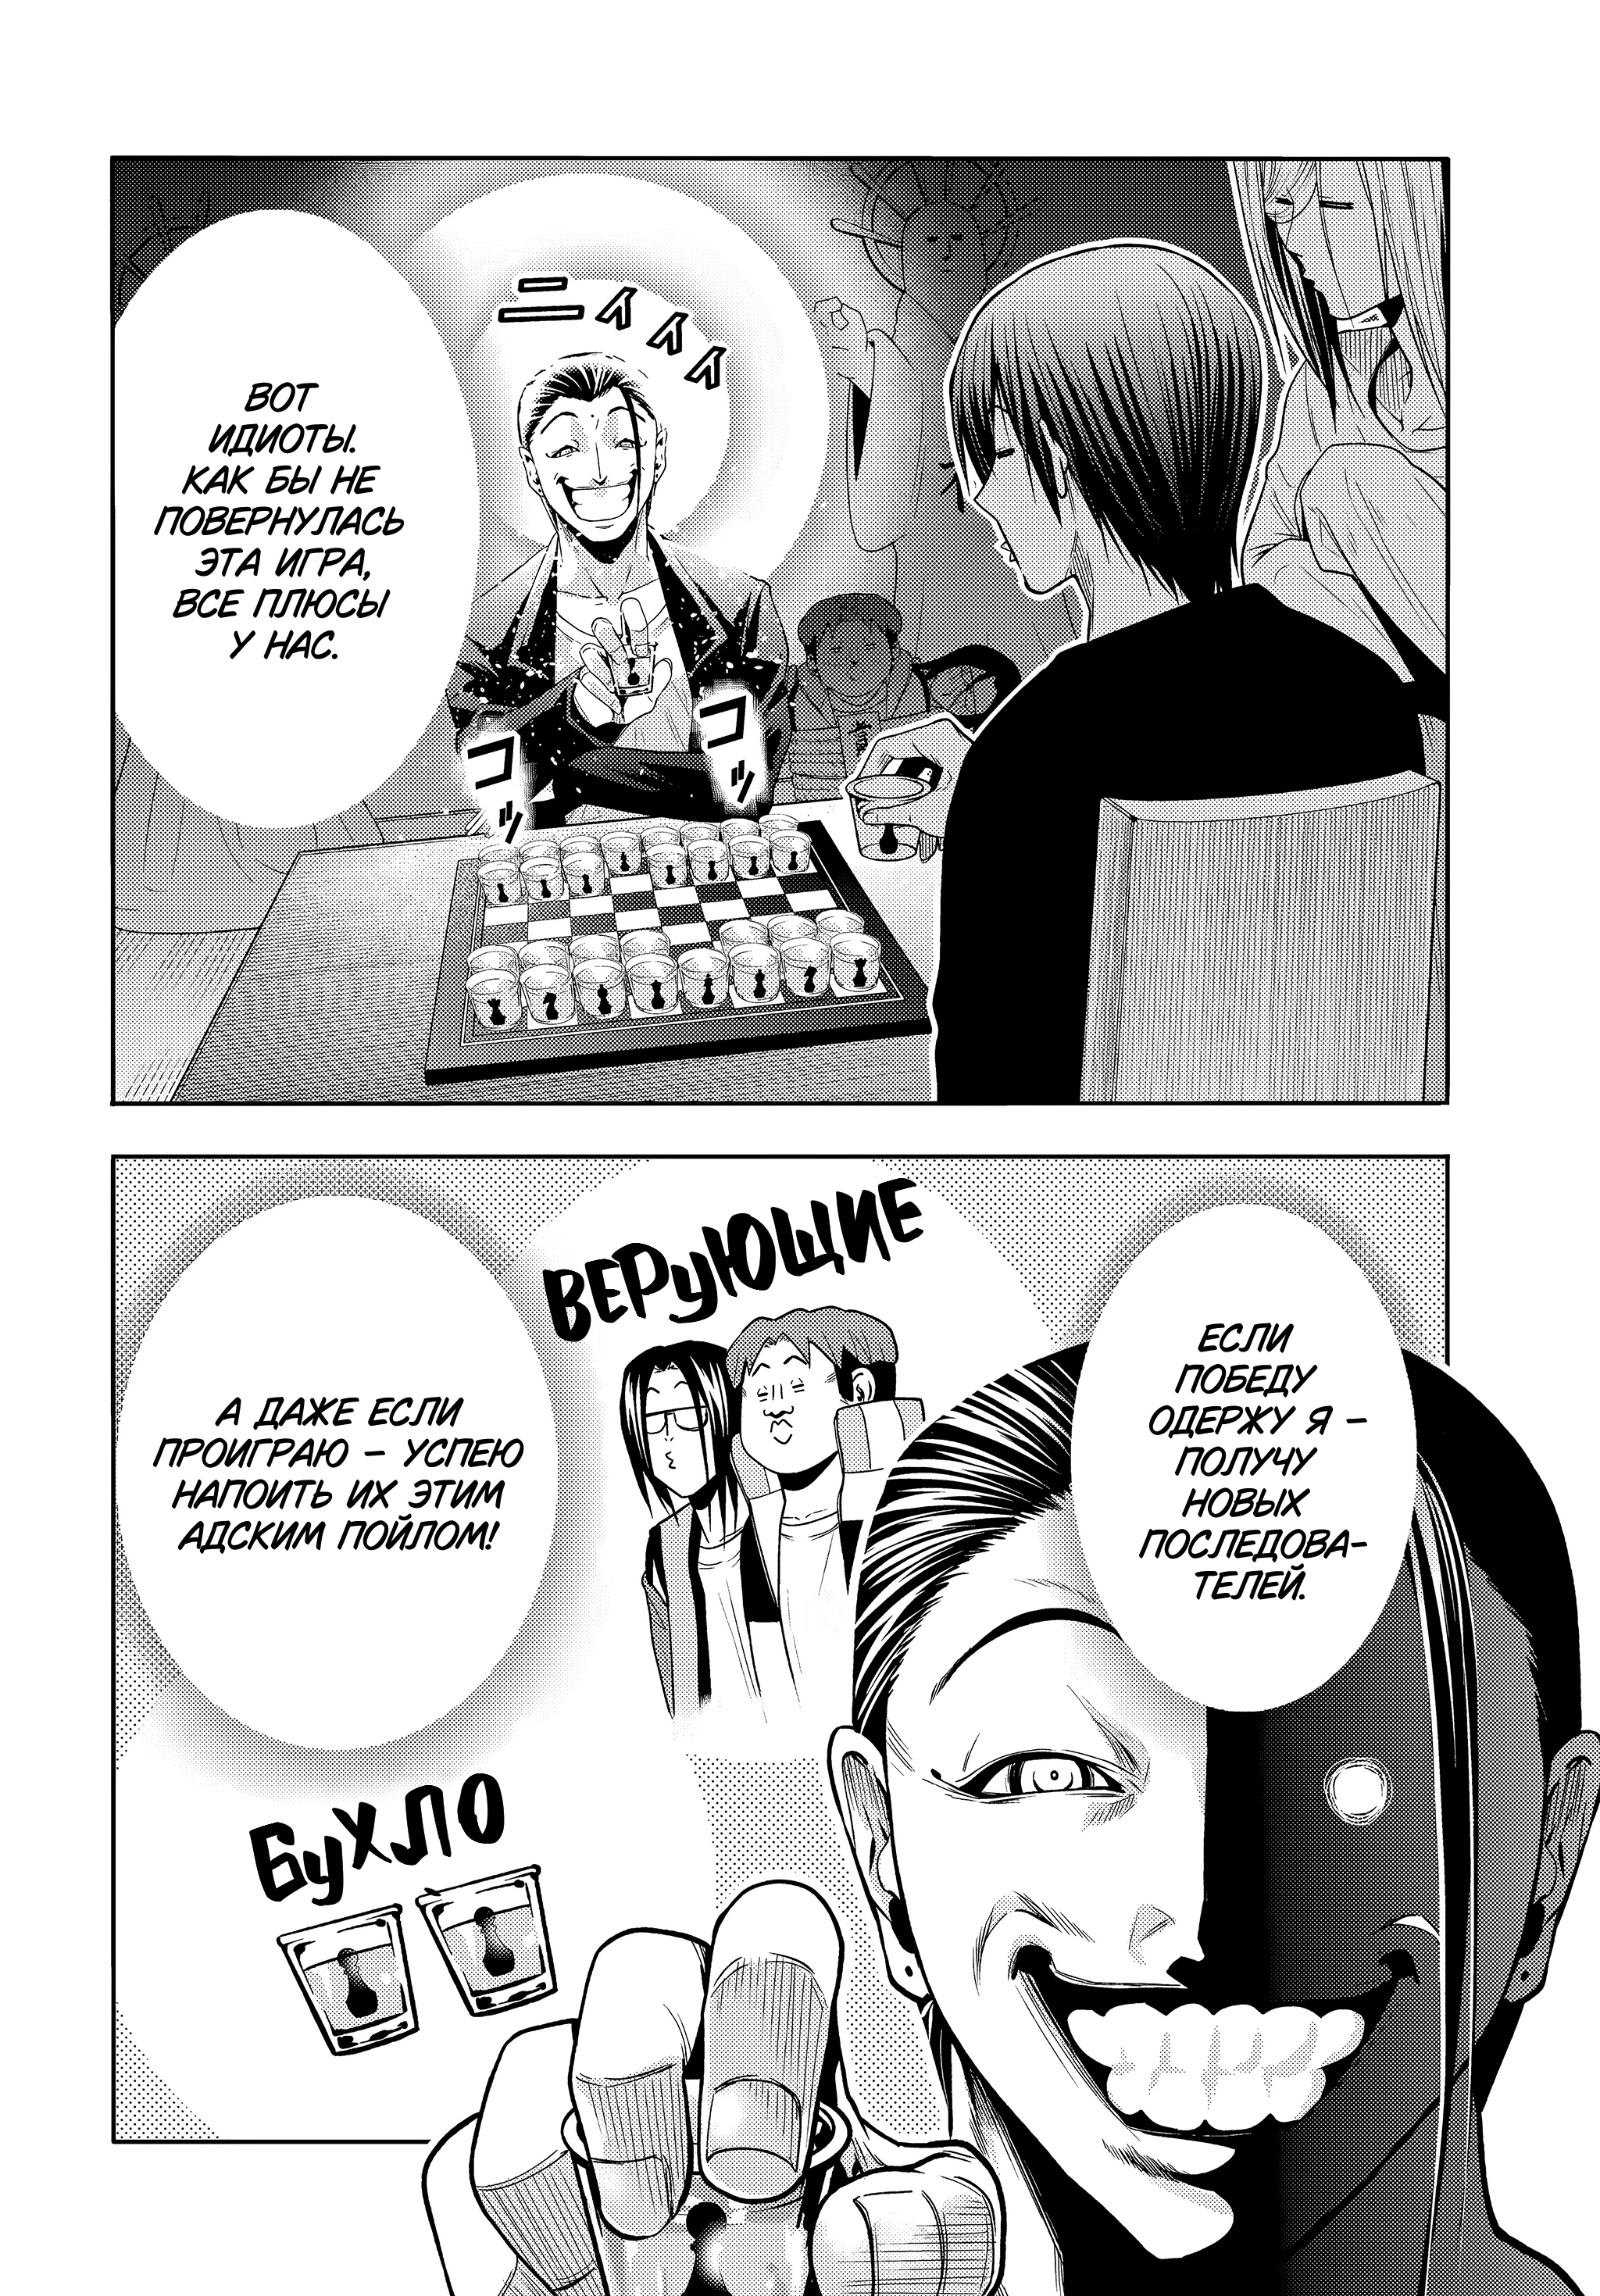 ニィィィ
ВОТ
ИДИОТЫ.
КАК БЫ НЕ
ПОВЕРНУЛАСЬ
ЭТА ИГРА,
ВСЕ ПЛЮСЫ
У НАС.
コッ
コッ
ЕСЛИ
ПОБЕДУ
ОДЕРЖУ Я –
ПОЛУЧУ
НОВЫХ
ПОСЛЕДОВА-
ТЕЛЕЙ.
ВЕРУЮЩИЕ
А ДАЖЕ ЕСЛИ
ПРОИГРАЮ – УСПЕЮ
НАПОИТЬ ИХ ЭТИМ
АДСКИМ ПОЙЛОМ!
БУХЛО